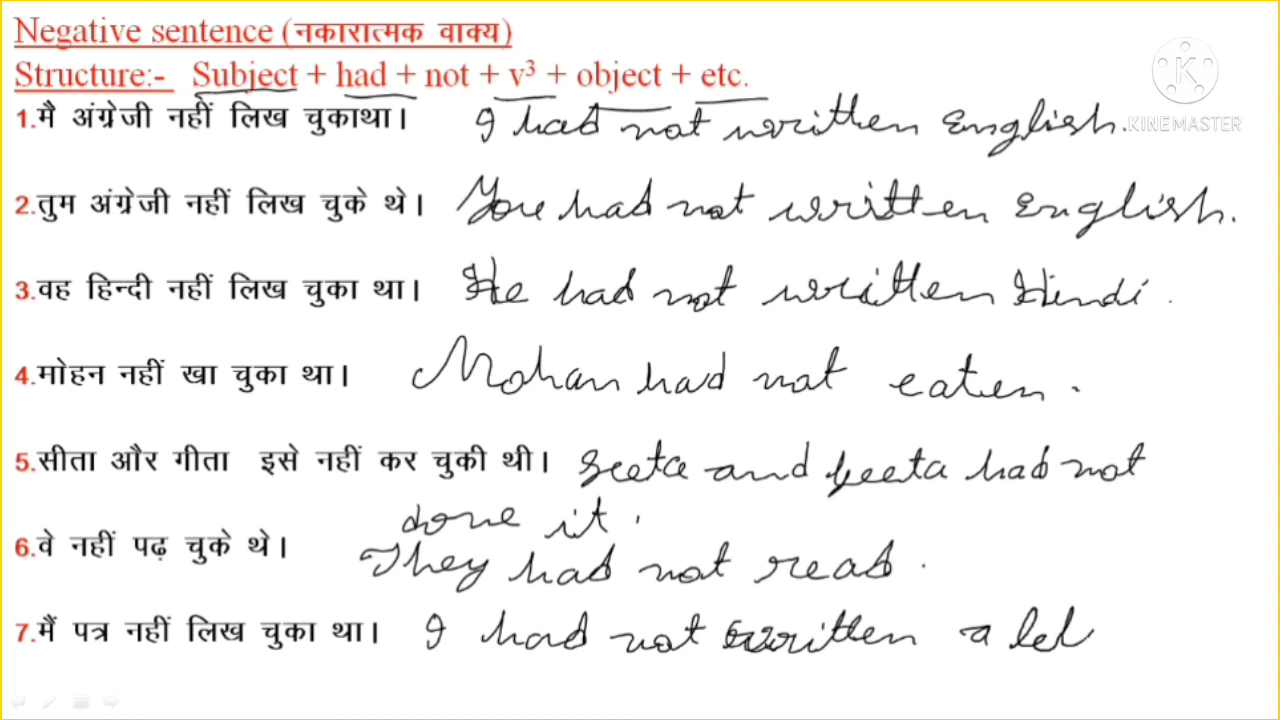 Negative sentence (नकारात्मक वाक्य)
Structure:- Subject + had + not + v³ + object + etc.
KINEMASTER
1.मै अंग्रेजी नहीं लिख चुकाथा। I had not written English.
2.तुम अंग्रेजी नहीं लिख चुके थे। You had not written English.
3.वह हिन्दी नहीं लिख चुका था। He had not written Hindi.
4.मोहन नहीं खा चुका था। Mohan had not eaten.
5.सीता और गीता इसे नहीं कर चुकी थी। Seeta and Geeta had not
done it.
6.वे नहीं पढ़ चुके थे। They had not read.
7.मैं पत्र नहीं लिख चुका था। I had not written a let